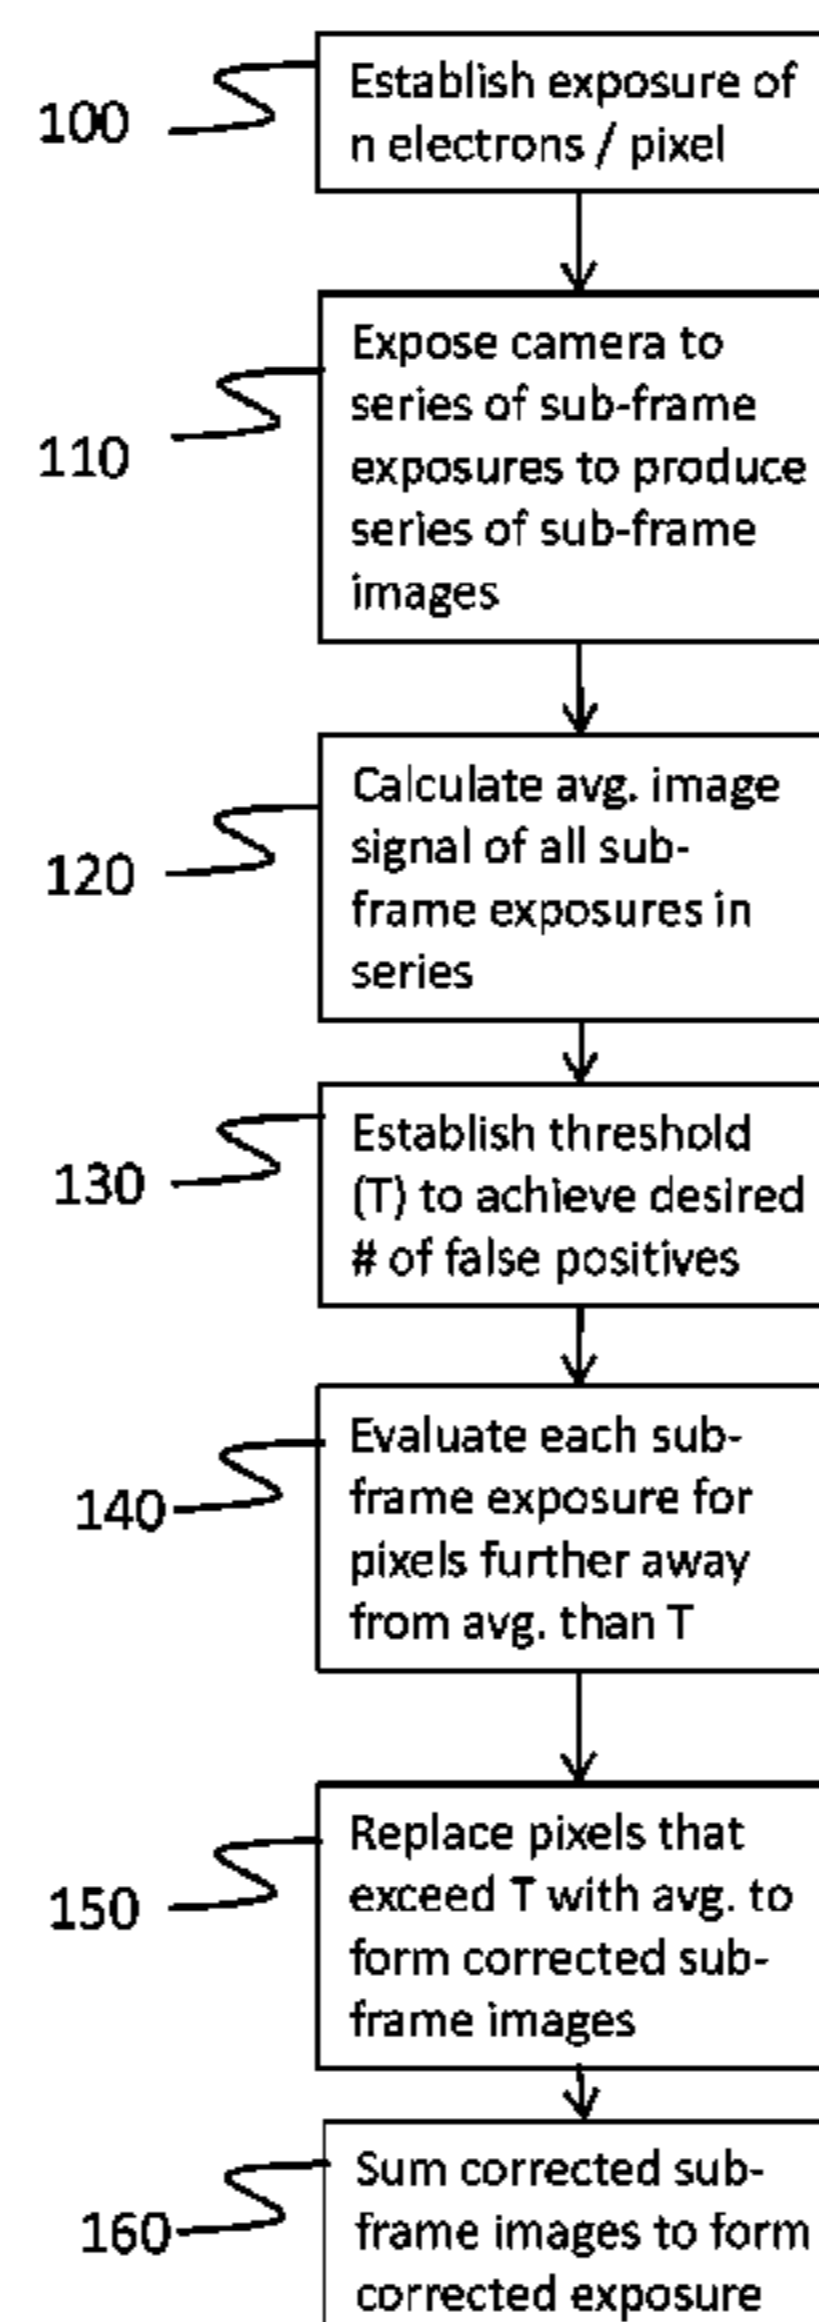 100
Establish exposure of
n electrons / pixel
110
Expose camera to
series of sub-frame
exposures to produce
series of sub-frame
images
120
Calculate avg. image
signal of all sub-
frame exposures in
series
130
Establish threshold
(T) to achieve desired
# of false positives
140
Evaluate each sub-
frame exposure for
pixels further away
from avg. than T
150
Replace pixels that
exceed T with avg. to
form corrected sub-
frame images
160
Sum corrected sub-
frame images to form
corrected exposure